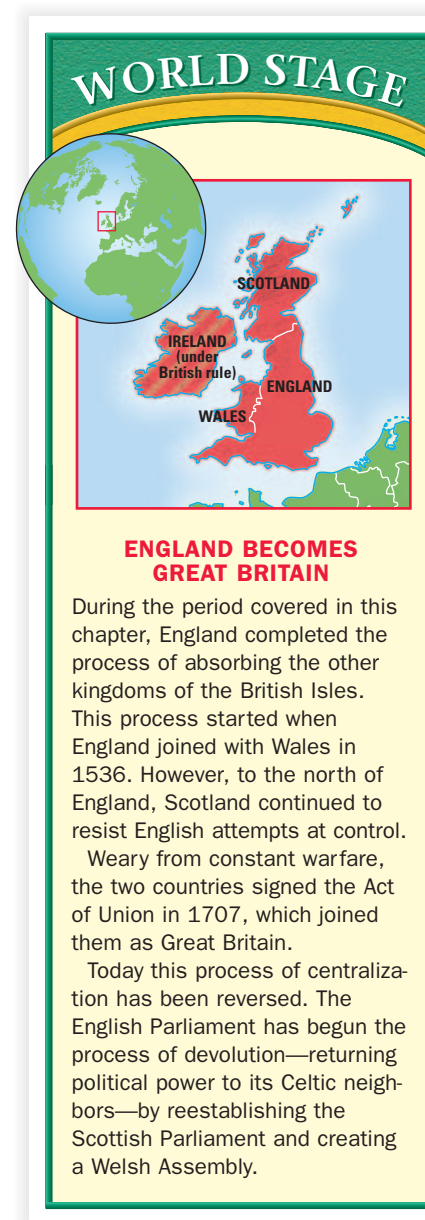 WORLD STAGE
SCOTLAND
IRELAND
(under
British rule)
ENGLAND
WALES
ENGLAND BECOMES
GREAT BRITAIN
During the period covered in this
chapter, England completed the
process of absorbing the other
kingdoms of the British Isles.
This process started when
England joined with Wales in
1536. However, to the north of
England, Scotland continued to
resist English attempts at control.
Weary from constant warfare,
the two countries signed the Act
of Union in 1707, which joined
them as Great Britain.
Today this process of centraliza-
tion has been reversed. The
English Parliament has begun the
process of devolution—returning
political power to its Celtic neigh-
bors—by reestablishing the
Scottish Parliament and creating
a Welsh Assembly.